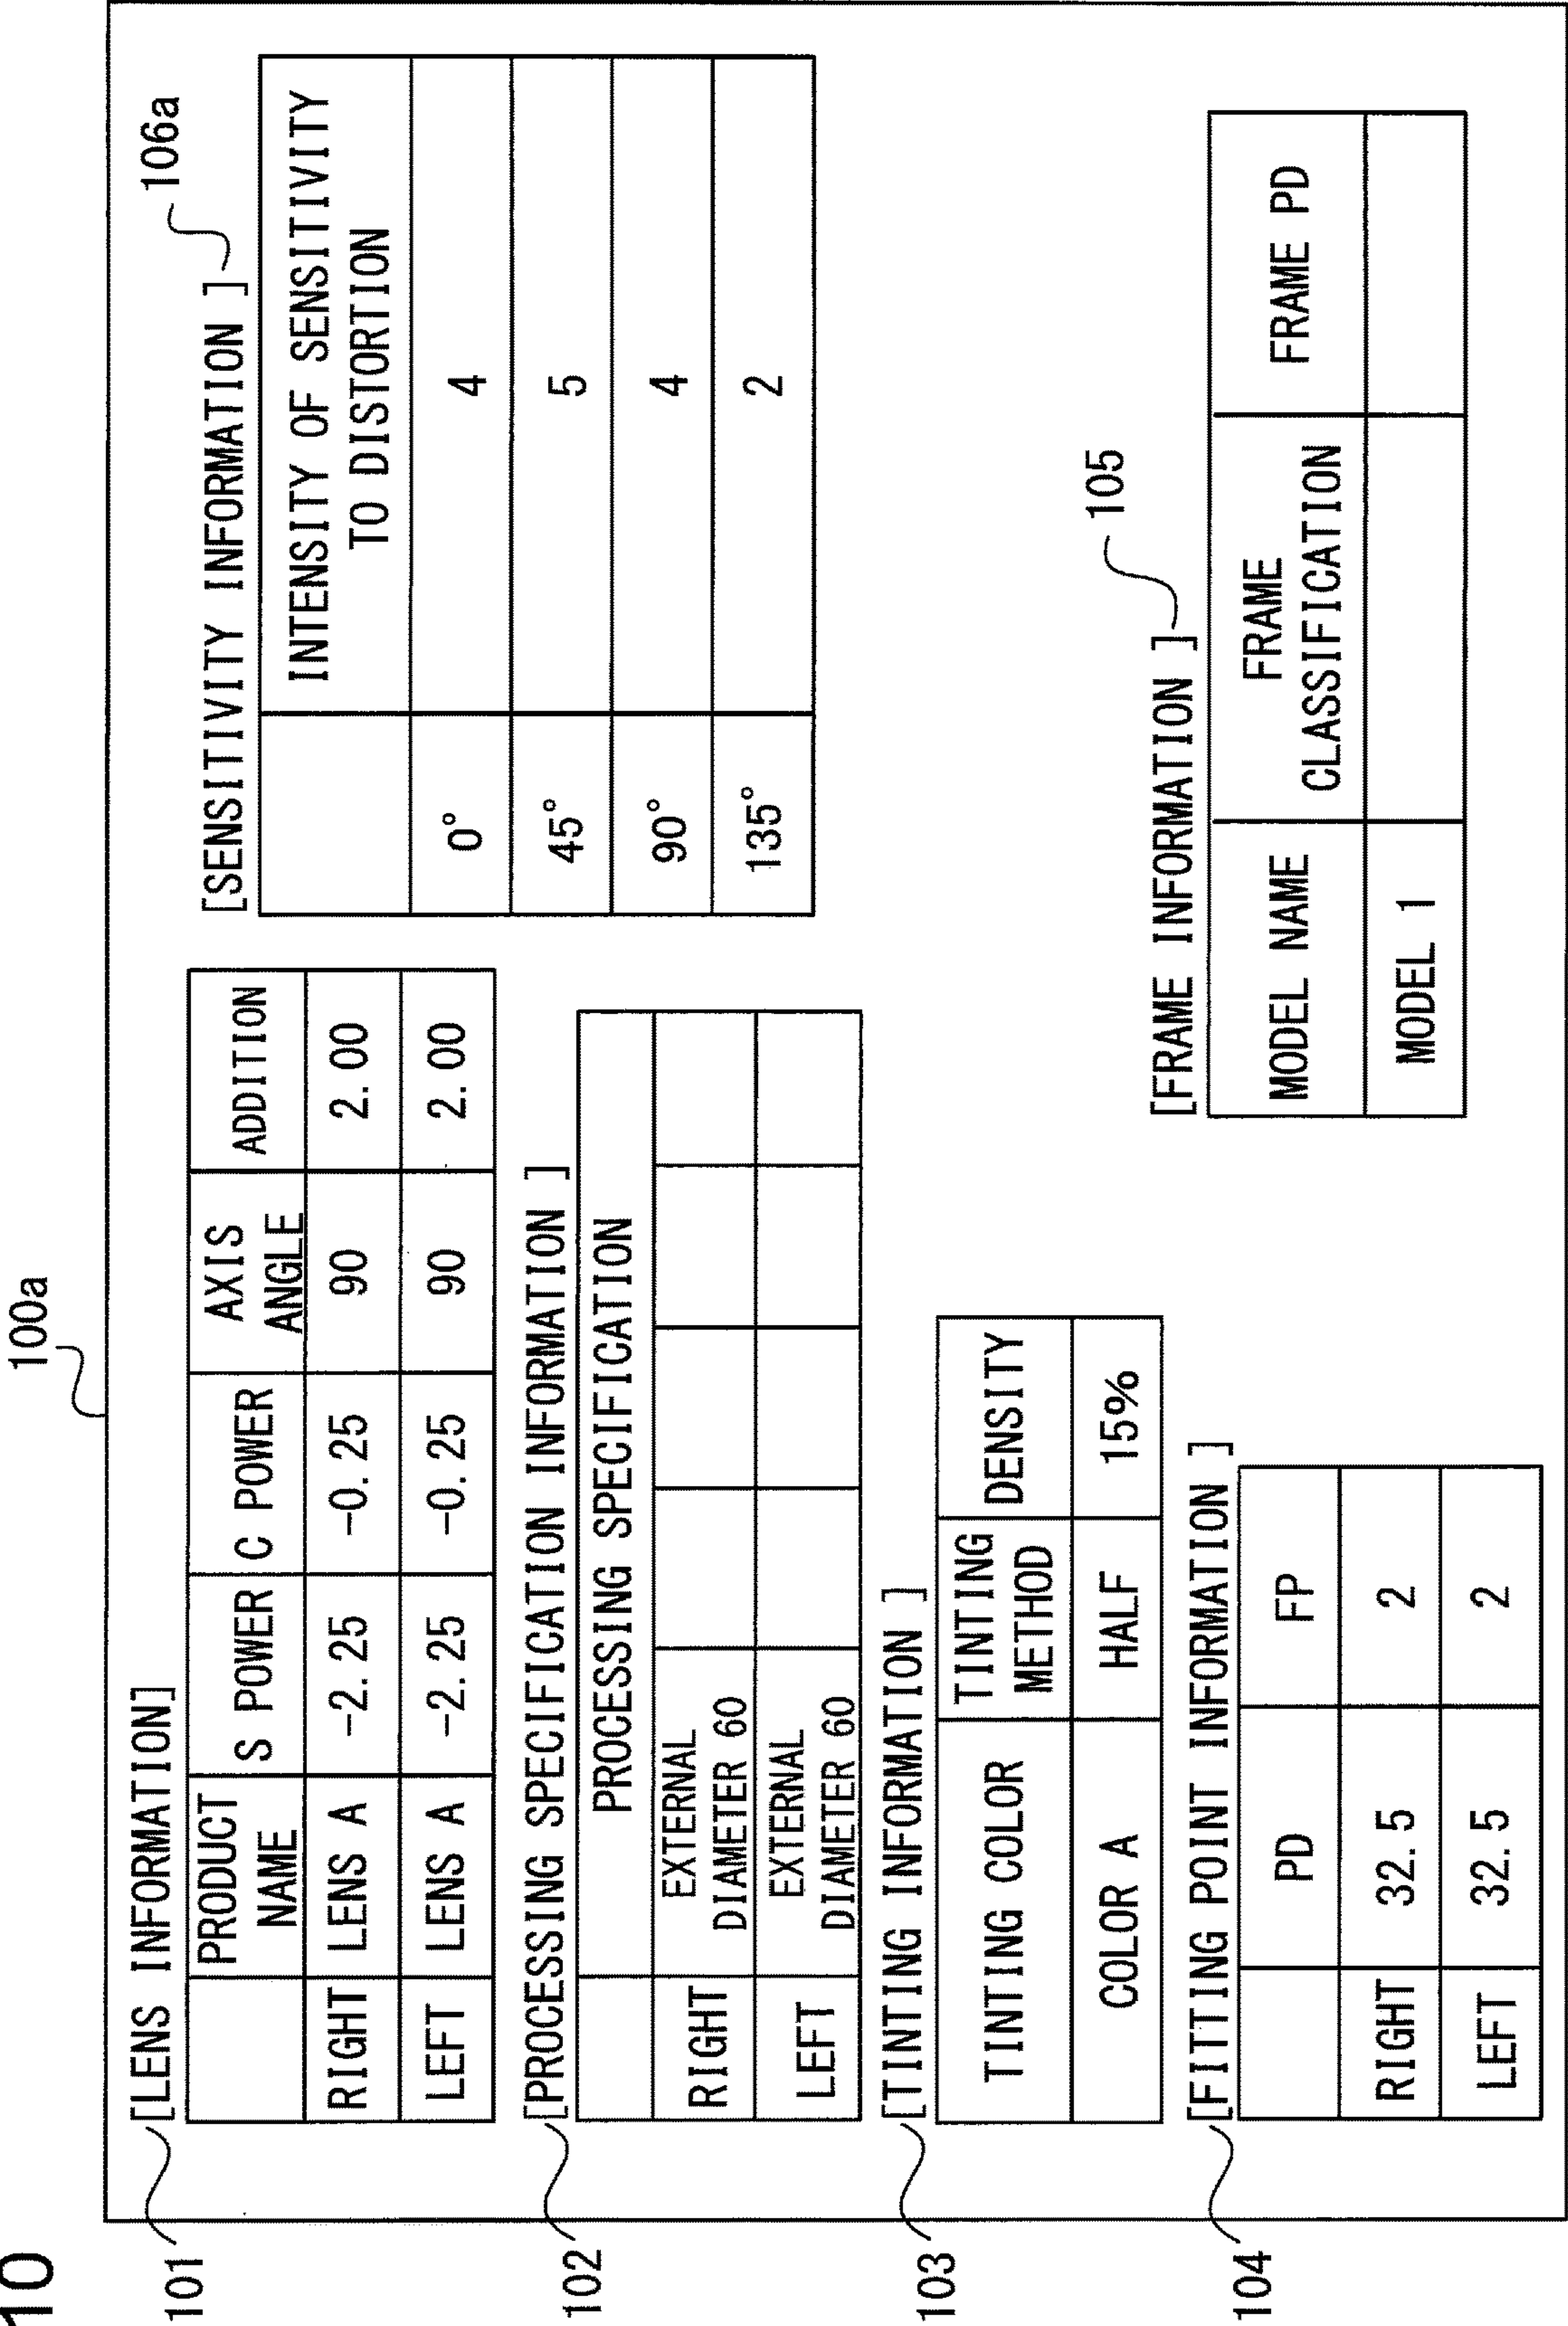 10
100a
101
[LENS INFORMATION]
PRODUCT NAME S POWER C POWER AXIS ANGLE ADDITION
RIGHT LENS A -2.25 -0.25 90 2.00
LEFT LENS A -2.25 -0.25 90 2.00
102
[PROCESSING SPECIFICATION INFORMATION ]
PROCESSING SPECIFICATION
RIGHT EXTERNAL DIAMETER 60
LEFT EXTERNAL DIAMETER 60
103
[TINTING INFORMATION ]
TINTING COLOR TINTING METHOD DENSITY
COLOR A HALF 15%
104
[FITTING POINT INFORMATION ]
PD FP
RIGHT 32.5 2
LEFT 32.5 2
[SENSITIVITY INFORMATION ]
106a
INTENSITY OF SENSITIVITY
TO DISTORTION
0° 4
45° 5
90° 4
135° 2
[FRAME INFORMATION ]
105
MODEL NAME FRAME CLASSIFICATION FRAME PD
MODEL 1